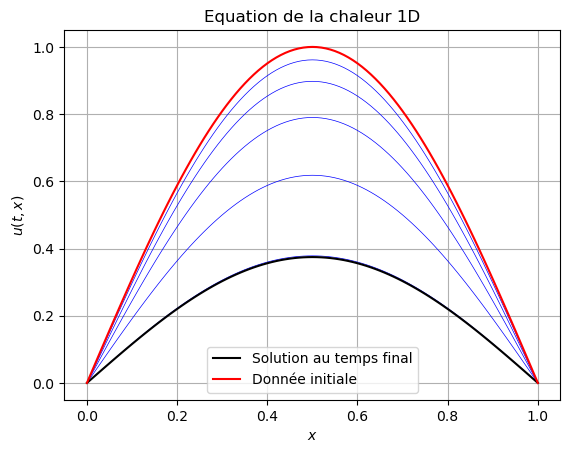 Equation de la chaleur 1D
u(t, x)
1.0
0.8
0.6
0.4
0.2
0.0
Solution au temps final
Donnée initiale
0.0 0.2 0.4 0.6 0.8 1.0
x